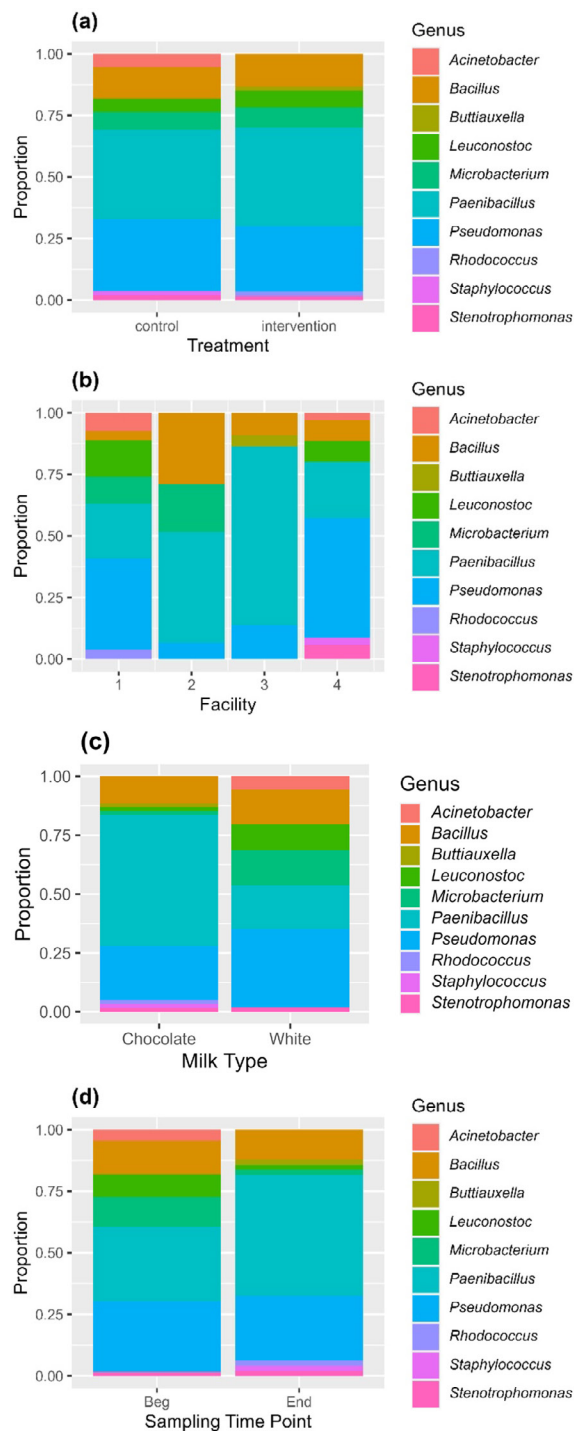 (a)
Proportion
1.00
0.75
0.50
0.25
0.00
control intervention
Treatment
Genus
Acinetobacter
Bacillus
Buttiauxella
Leuconostoc
Microbacterium
Paenibacillus
Pseudomonas
Rhodococcus
Staphylococcus
Stenotrophomonas
(b)
Proportion
1.00
0.75
0.50
0.25
0.00
1 2 3 4
Facility
Genus
Acinetobacter
Bacillus
Buttiauxella
Leuconostoc
Microbacterium
Paenibacillus
Pseudomonas
Rhodococcus
Staphylococcus
Stenotrophomonas
(c)
Proportion
1.00
0.75
0.50
0.25
0.00
Chocolate White
Milk Type
Genus
Acinetobacter
Bacillus
Buttiauxella
Leuconostoc
Microbacterium
Paenibacillus
Pseudomonas
Rhodococcus
Staphylococcus
Stenotrophomonas
(d)
Proportion
1.00
0.75
0.50
0.25
0.00
Beg End
Sampling Time Point
Genus
Acinetobacter
Bacillus
Buttiauxella
Leuconostoc
Microbacterium
Paenibacillus
Pseudomonas
Rhodococcus
Staphylococcus
Stenotrophomonas